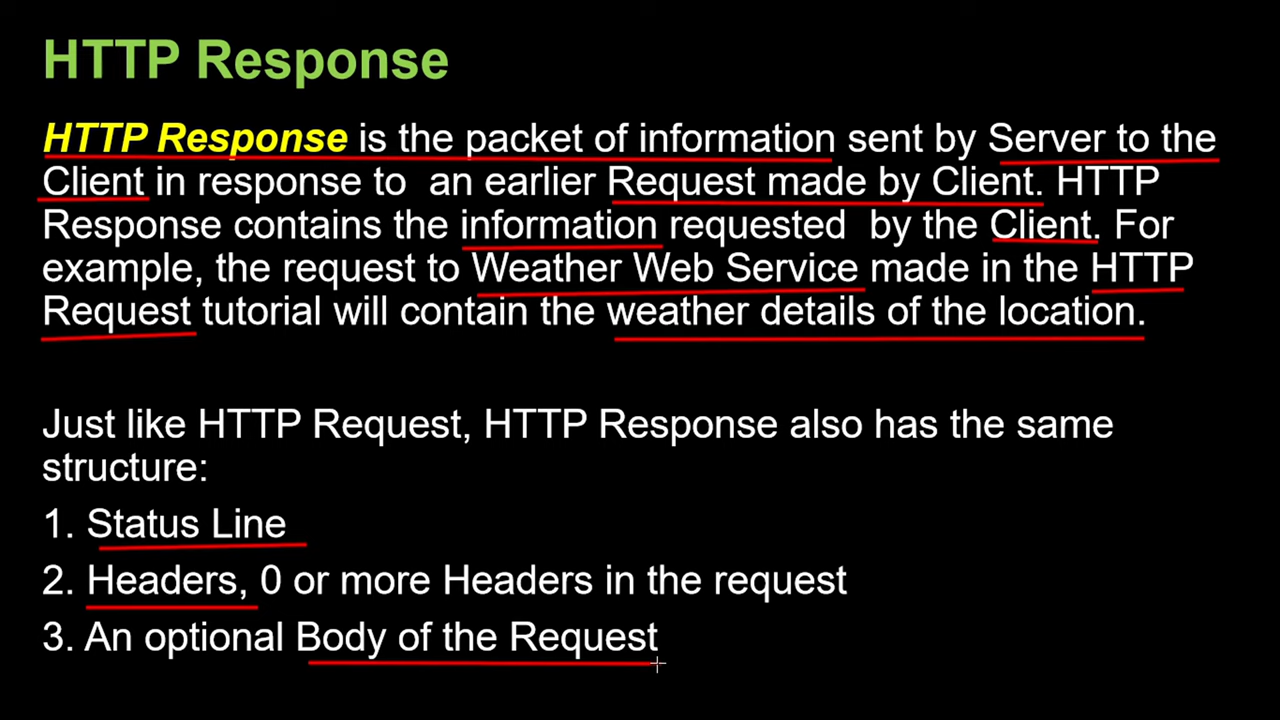 HTTP Response
HTTP Response is the packet of information sent by Server to the
Client in response to  an earlier Request made by Client. HTTP
Response contains the information requested  by the Client. For
example, the request to Weather Web Service made in the HTTP
Request tutorial will contain the weather details of the location.
Just like HTTP Request, HTTP Response also has the same
structure:
1. Status Line
2. Headers, 0 or more Headers in the request
3. An optional Body of the Request